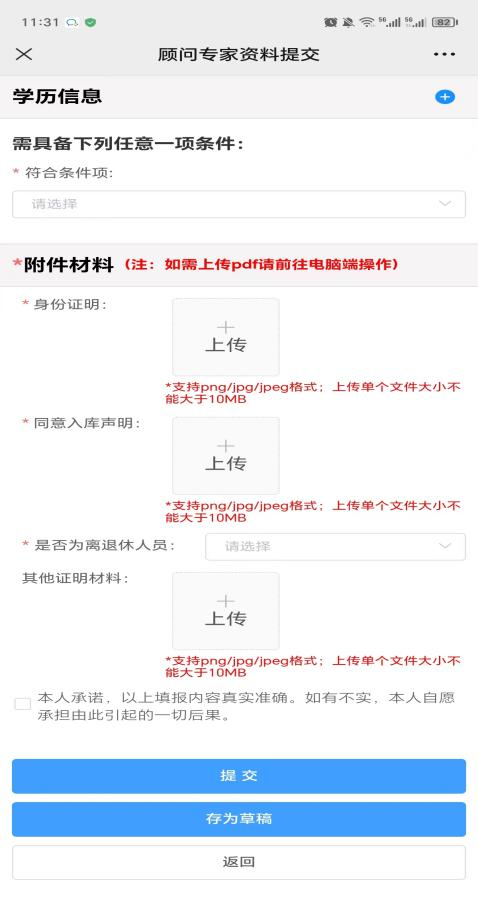 11:31 5G 5G 82
顾问专家资料提交
学历信息
需具备下列任意一项条件：
* 符合条件项:
请选择
*附件材料（注：如需上传pdf请前往电脑端操作）
* 身份证明:
上传
*支持png/jpg/jpeg格式；上传单个文件大小不
能大于10MB
* 同意入库声明:
上传
*支持png/jpg/jpeg格式；上传单个文件大小不
能大于10MB
* 是否为离退休人员: 请选择
其他证明材料:
上传
*支持png/jpg/jpeg格式；上传单个文件大小不
能大于10MB
本人承诺，以上填报内容真实准确。如有不实，本人自愿
承担由此引起的一切后果。
提交
存为草稿
返回